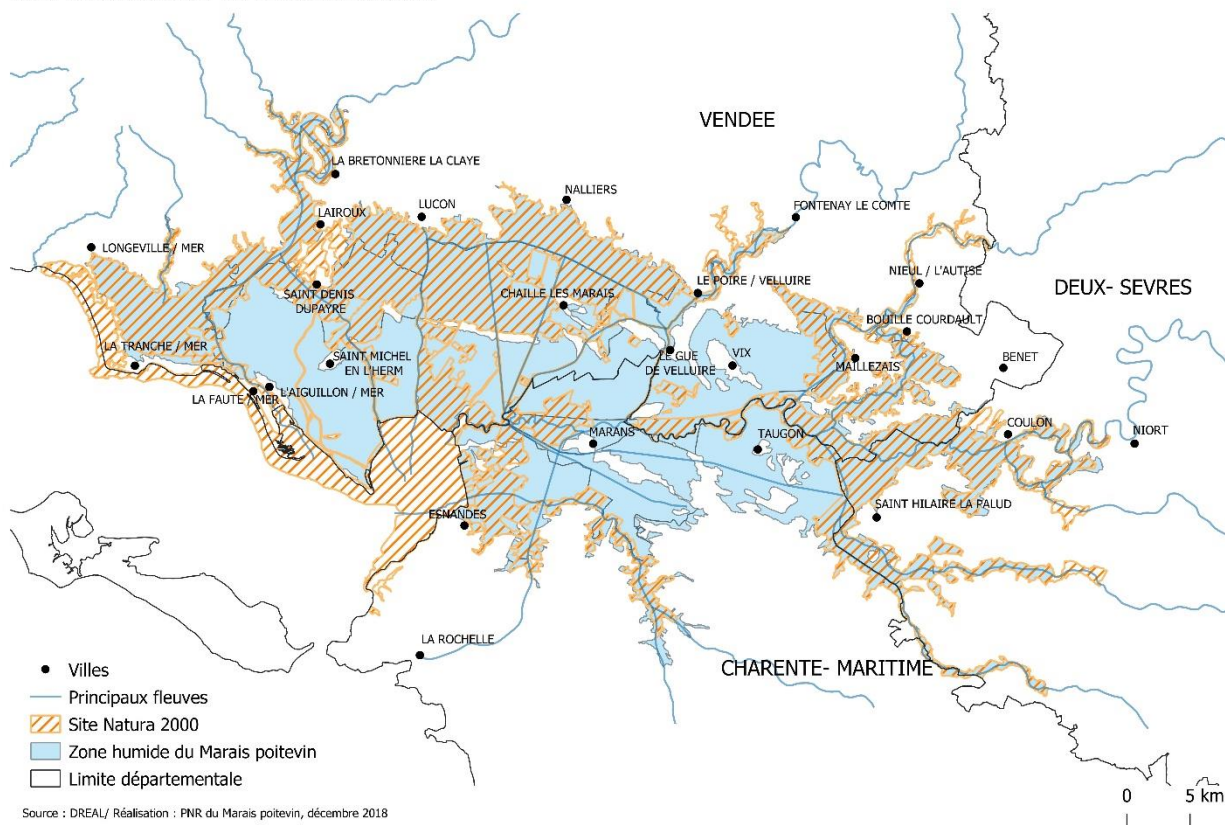 VENDEE
LA BRETONNIERE LA CLAYE
NALLIERS
LUCON
FONTENAY LE COMTE
LAIROUX
LONGEVILLE / MER
NIEUL / L'AUTISE
LE POIRE / VELLUIRE
DEUX- SEVRES
SAINT DENIS
DUPAYRE
CHAILLE LES MARAIS
BOUILLE COURDAULT
LA TRANCHE / MER
SAINT MICHEL
EN L'HERM
LE GUE
DE VELLUIRE
VIX
MAILLEZAIS
BENET
L'AIGUILLON / MER
LA FAUTE / MER
MARANS
TAUGON
COULON
NIORT
ESNANDES
SAINT HILAIRE LA PALUD
LA ROCHELLE
CHARENTE- MARITIME
Villes
Principaux fleuves
Site Natura 2000
Zone humide du Marais poitevin
Limite départementale
Source : DREAL/ Réalisation : PNR du Marais poitevin, décembre 2018
0 5 km